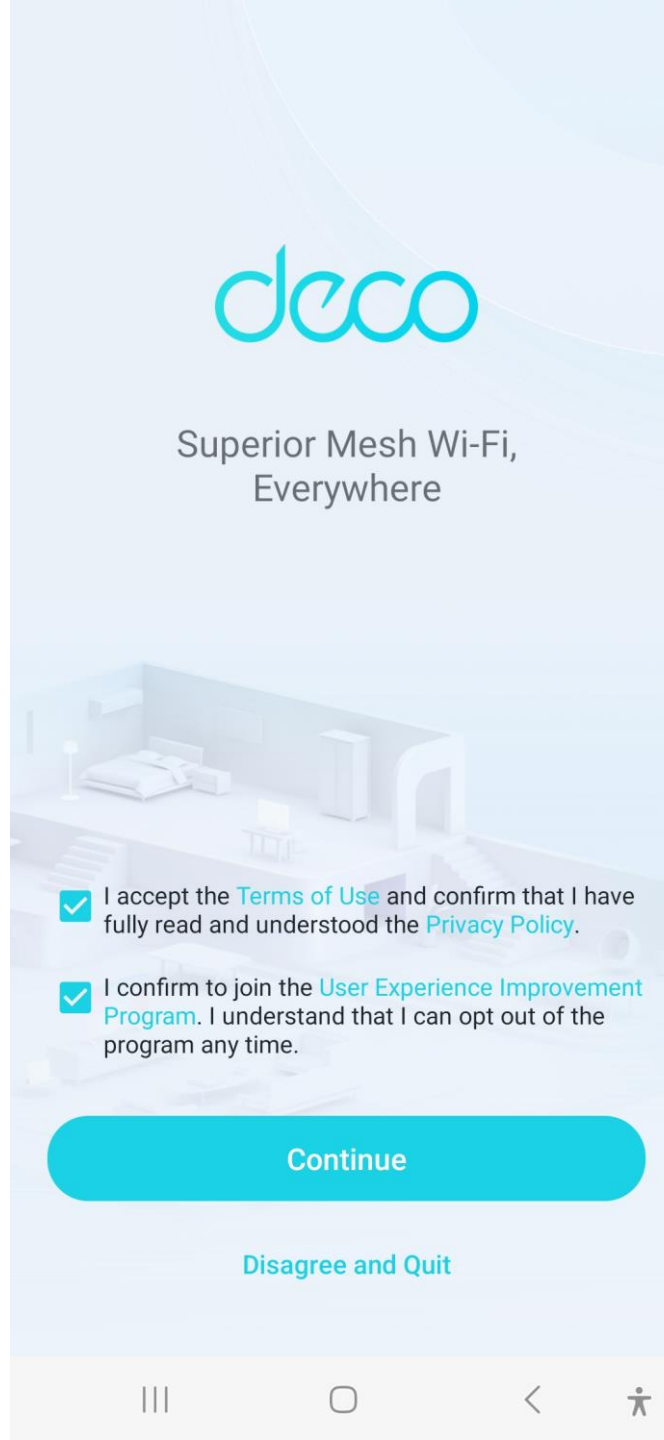 deco
Superior Mesh Wi-Fi,
Everywhere
I accept the Terms of Use and confirm that I have
fully read and understood the Privacy Policy.
I confirm to join the User Experience Improvement
Program. I understand that I can opt out of the
program any time.
Continue
Disagree and Quit